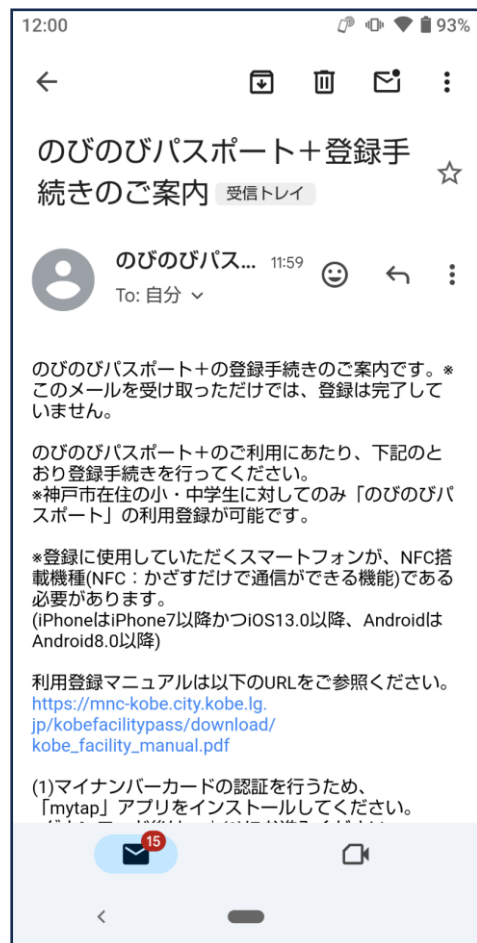 12:00
93%
のびのびパスポート＋登録手
続きのご案内 受信トレイ
のびのびパス... 11:59
To: 自分
のびのびパスポート＋の登録手続きのご案内です。※
このメールを受け取っただけでは、登録は完了して
いません。
のびのびパスポート＋のご利用にあたり、下記のと
おり登録手続きを行ってください。
※神戸市在住の小・中学生に対してのみ「のびのびパ
スポート」の利用登録が可能です。
※登録に使用していただくスマートフォンが、NFC搭
載機種(NFC：かざすだけで通信ができる機能)である
必要があります。
(iPhoneはiPhone7以降かつiOS13.0以降、Androidは
Android8.0以降)
利用登録マニュアルは以下のURLをご参照ください。
https://mnc-kobe.city.kobe.lg.
jp/kobefacilitypass/download/
kobe_facility_manual.pdf
(1)マイナンバーカードの認証を行うため、
「mytap」アプリをインストールしてください。
15